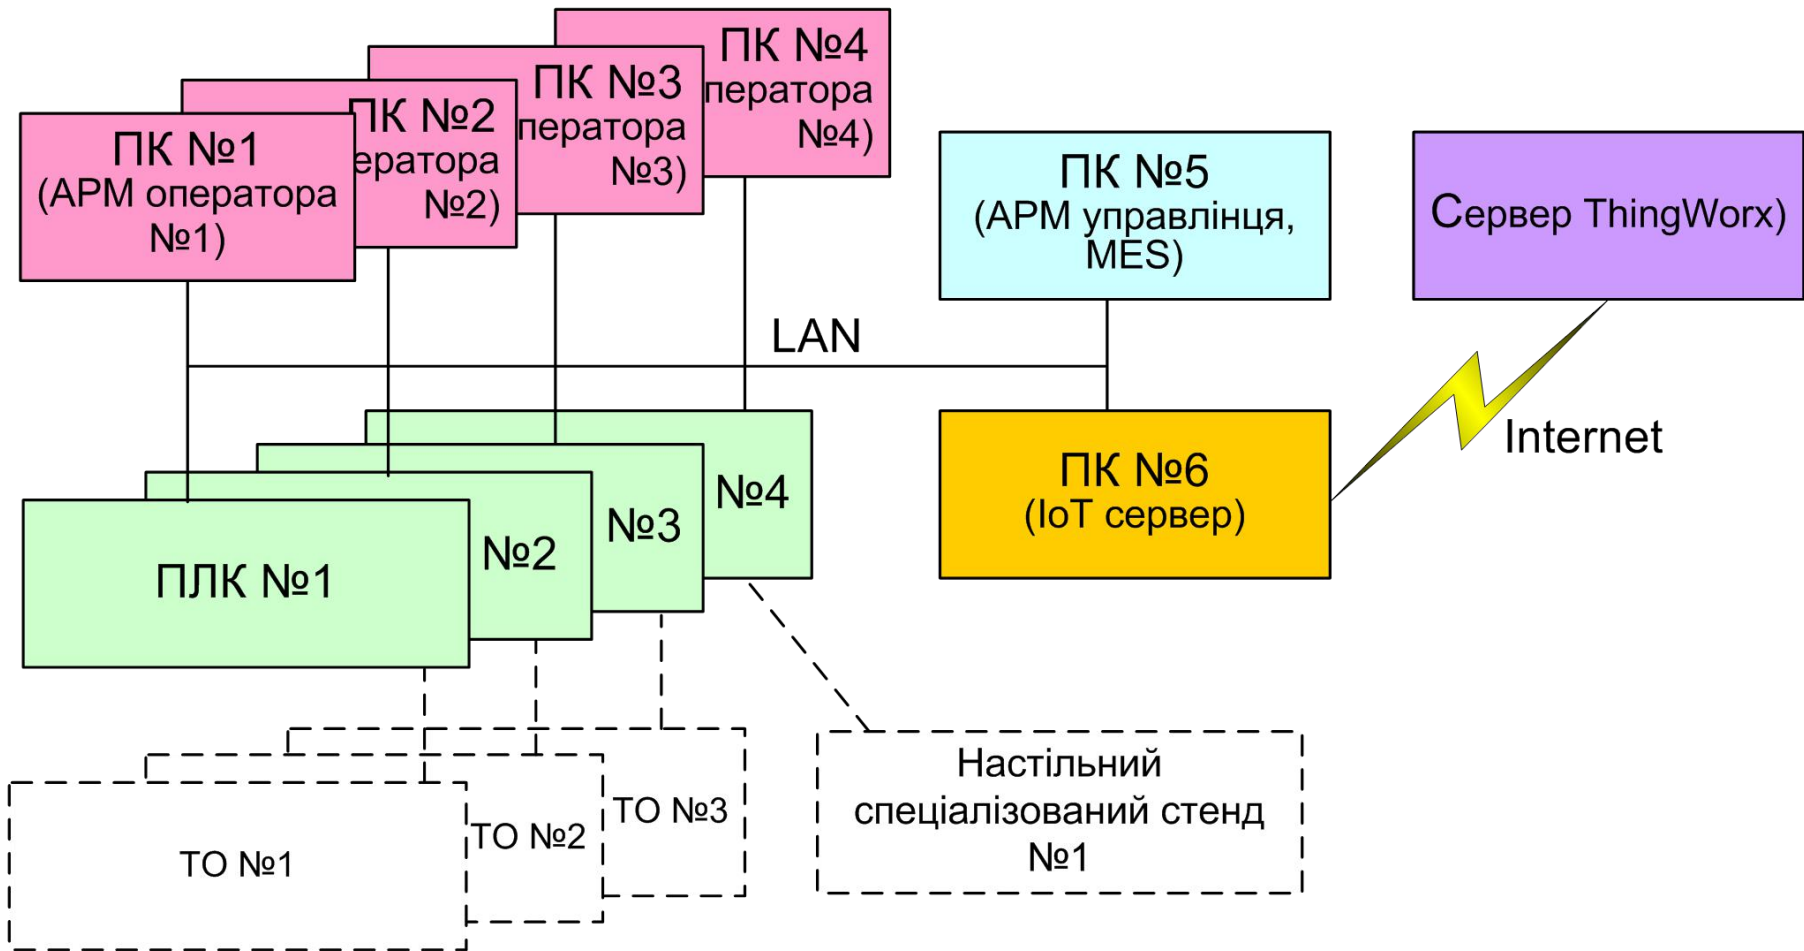 ПК №1
(АРМ оператора
№1)
ПК №2
ератора
№2)
ПК №3
ператора
№3)
ПК №4
ператора
№4)
ПК №5
(АРМ управлінця,
MES)
Сервер ThingWorx)
LAN
Internet
ПК №6
(IoT сервер)
ПЛК №1
№2
№3
№4
ТО №1
ТО №2
ТО №3
Настільний
спеціалізований стенд
№1